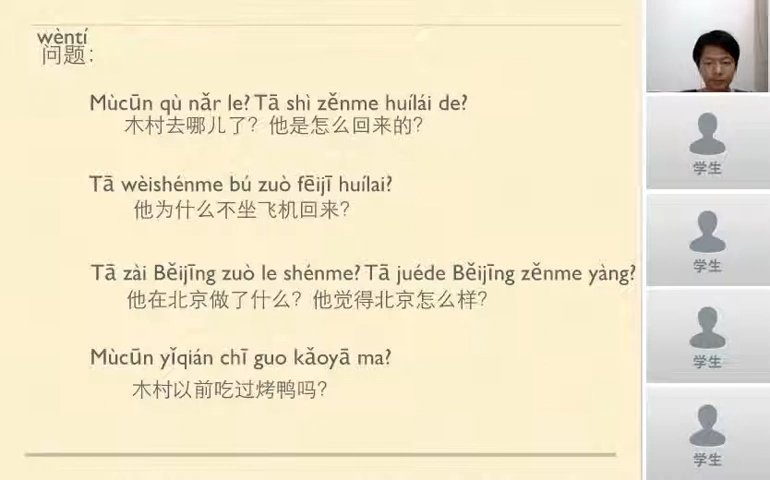 wèntí
问题：
Mùcūn qù nǎr le? Tā shì zěnme huílái de?
木村去哪儿了？他是怎么回来的？
Tā wèishénme bú zuò fēijī huílai?
他为什么不坐飞机回来？
Tā zài Běijīng zuò le shénme? Tā juéde Běijīng zěnme yàng?
他在北京做了什么？他觉得北京怎么样？
Mùcūn yǐqián chī guo kǎoyā ma?
木村以前吃过烤鸭吗？
学生
学生
学生
学生